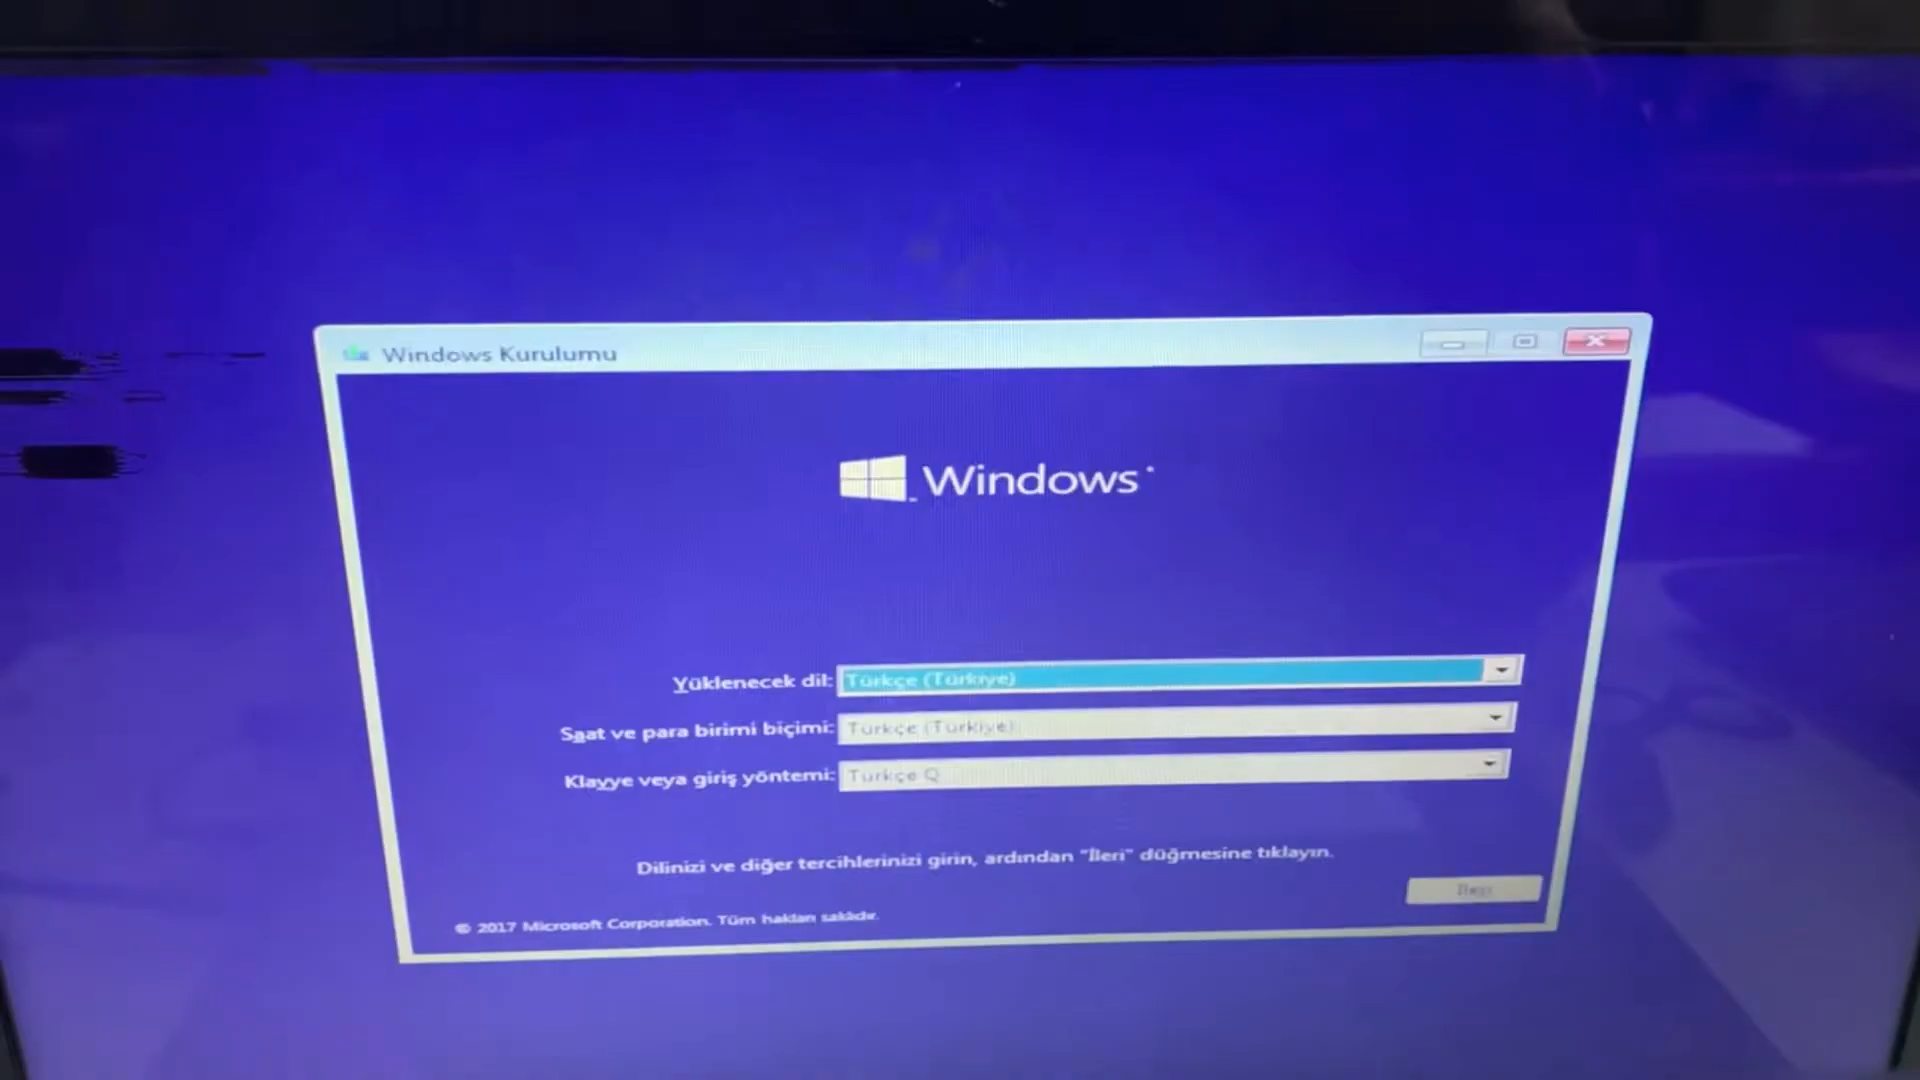 Windows Kurulumu
Windows
Yüklenecek dil: Türkçe (Türkiye)
Saat ve para birimi biçimi: Türkçe (Türkiye)
Klavye veya giriş yöntemi: Türkçe Q
Dilinizi ve diğer tercihlerinizi girin, ardından "İleri" düğmesine tıklayın.
İleri
© 2017 Microsoft Corporation. Tüm hakları saklıdır.